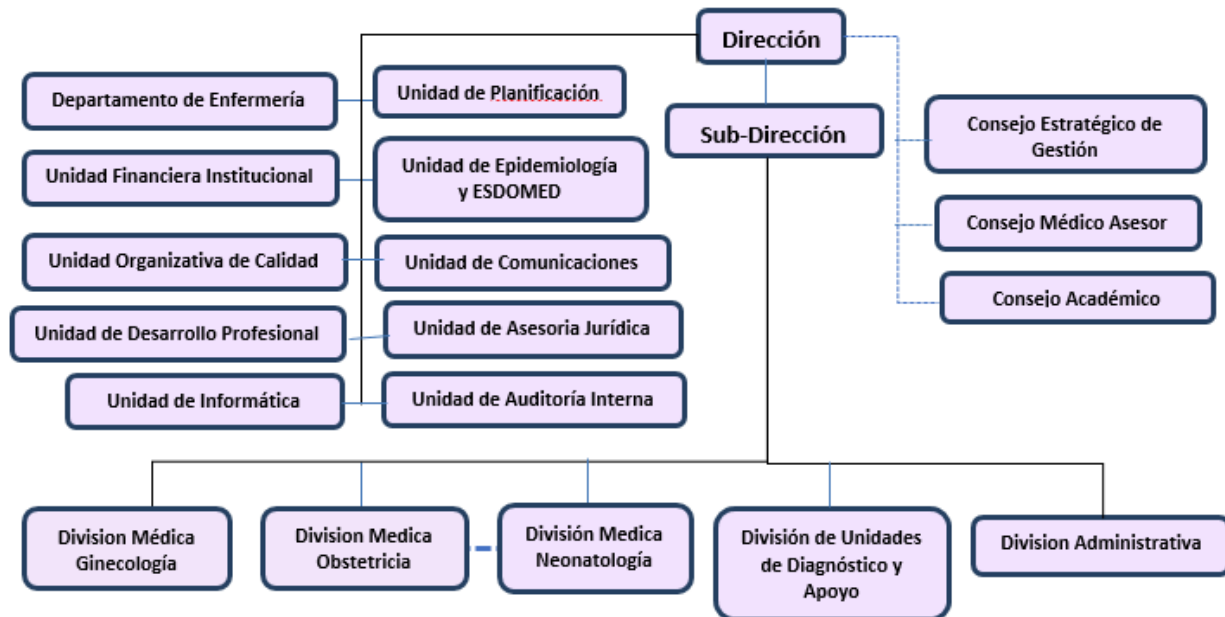 Dirección
Departamento de Enfermería
Unidad de Planificación
Sub-Dirección
Consejo Estratégico de
Gestión
Unidad Financiera Institucional
Unidad de Epidemiología
y ESDOMED
Consejo Médico Asesor
Unidad Organizativa de Calidad
Unidad de Comunicaciones
Consejo Académico
Unidad de Desarrollo Profesional
Unidad de Asesoria Jurídica
Unidad de Informática
Unidad de Auditoría Interna
Division Médica
Ginecología
Division Medica
Obstetricia
División Medica
Neonatología
División de Unidades
de Diagnóstico y
Apoyo
Division Administrativa